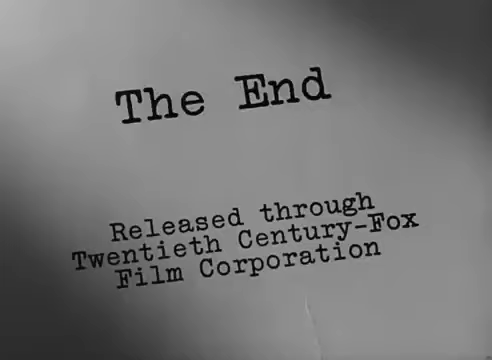 The End
Released through
Twentieth Century-Fox
Film Corporation